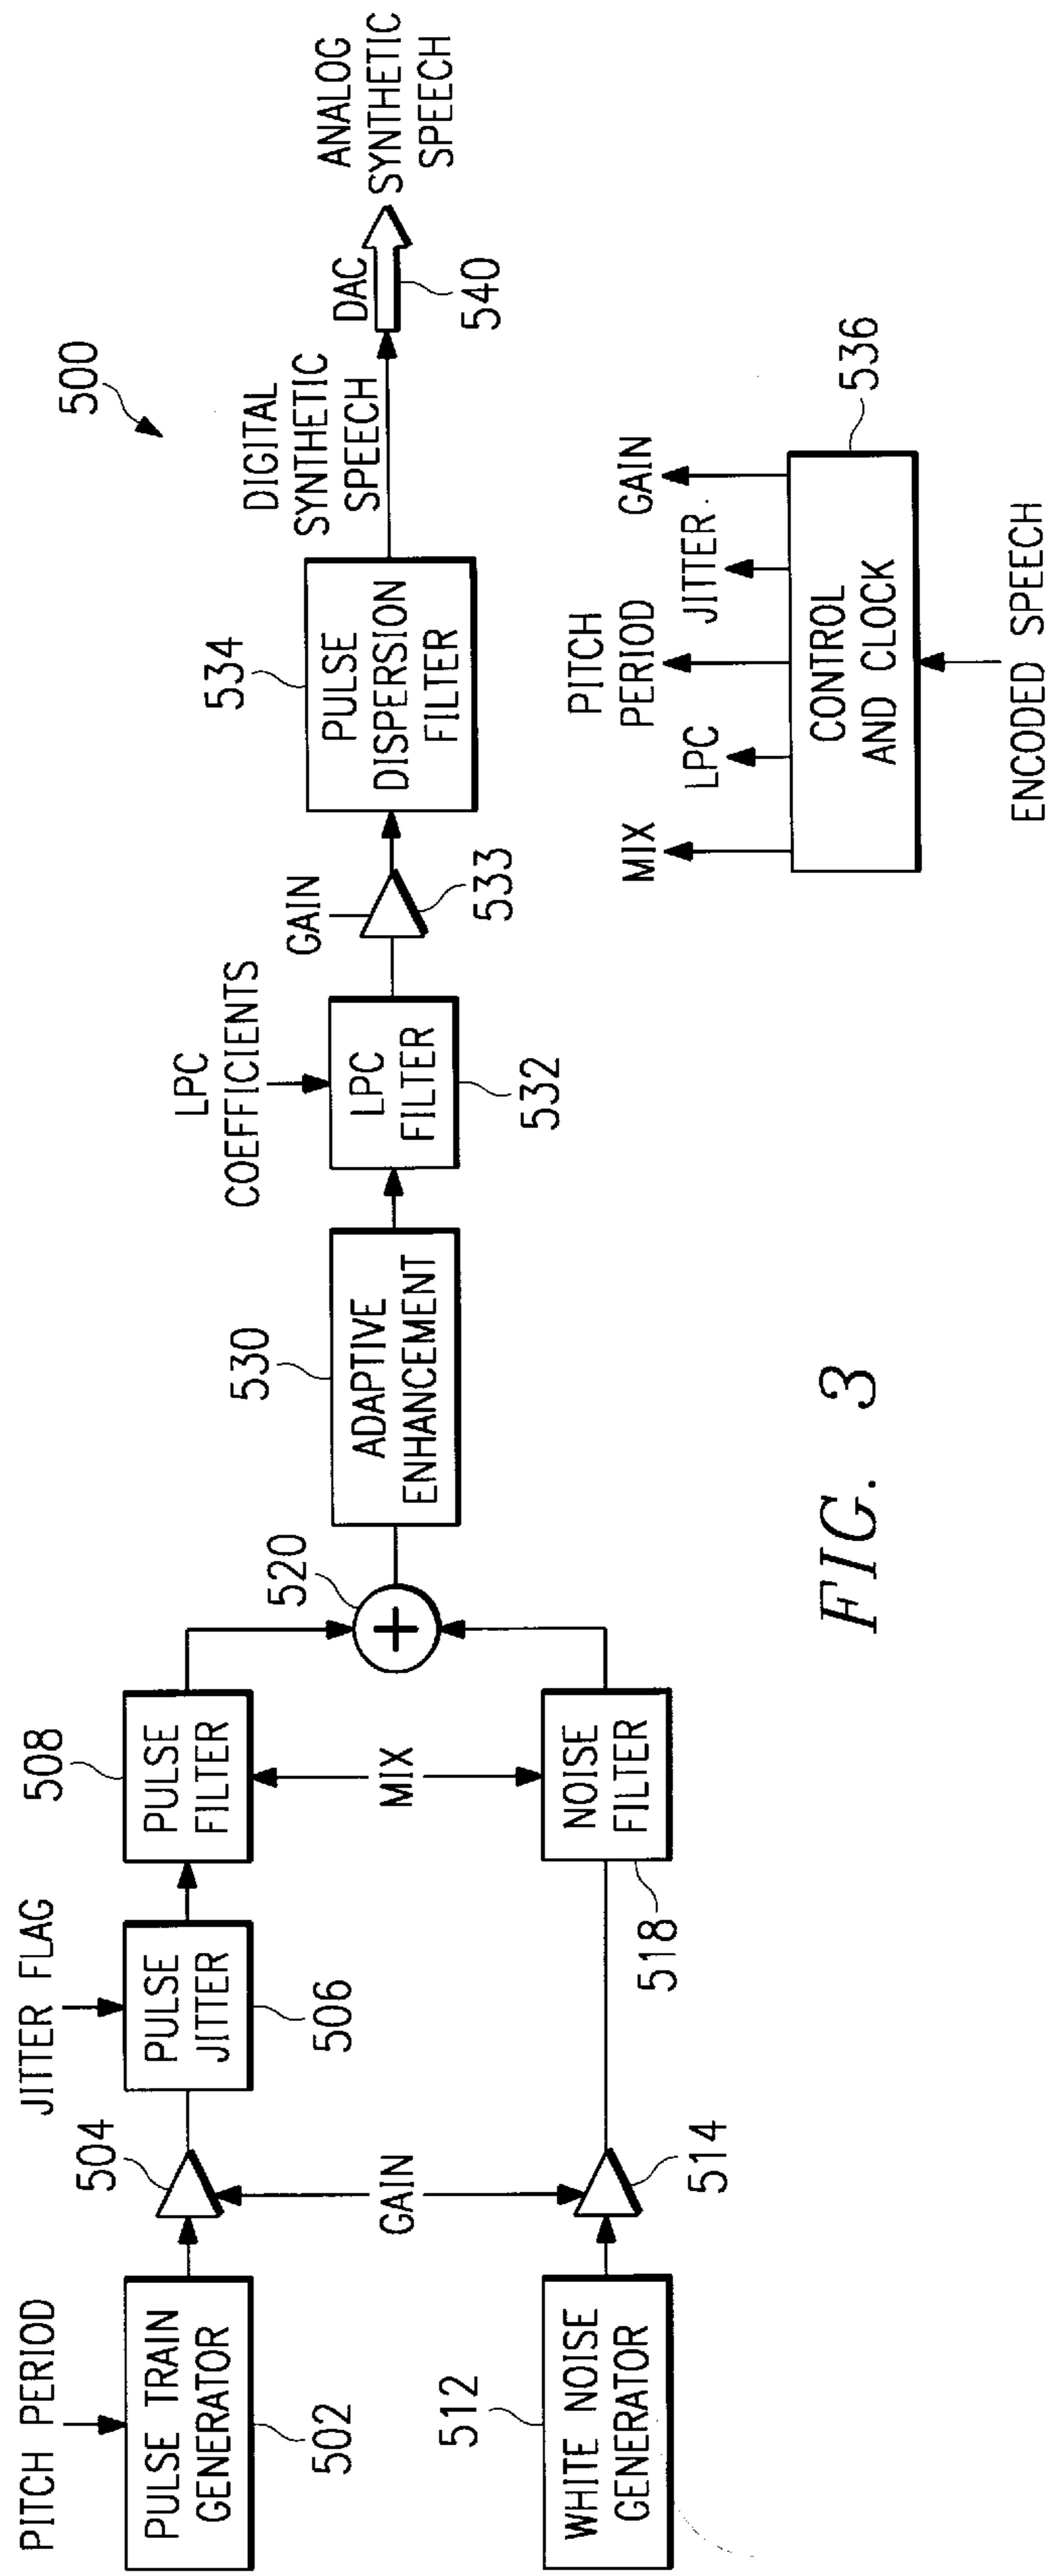 500
PITCH PERIOD
PULSE TRAIN
GENERATOR
502
504
JITTER FLAG
PULSE
JITTER
506
508
PULSE
FILTER
GAIN
MIX
512
WHITE NOISE
GENERATOR
514
518
NOISE
FILTER
520
530
ADAPTIVE
ENHANCEMENT
LPC
COEFFICIENTS
LPC
FILTER
532
GAIN
533
534
PULSE
DISPERSION
FILTER
DIGITAL
SYNTHETIC
SPEECH
DAC
540
ANALOG
SYNTHETIC
SPEECH
MIX
LPC
PITCH
PERIOD
JITTER
GAIN
CONTROL
AND CLOCK
536
ENCODED SPEECH
FIG. 3